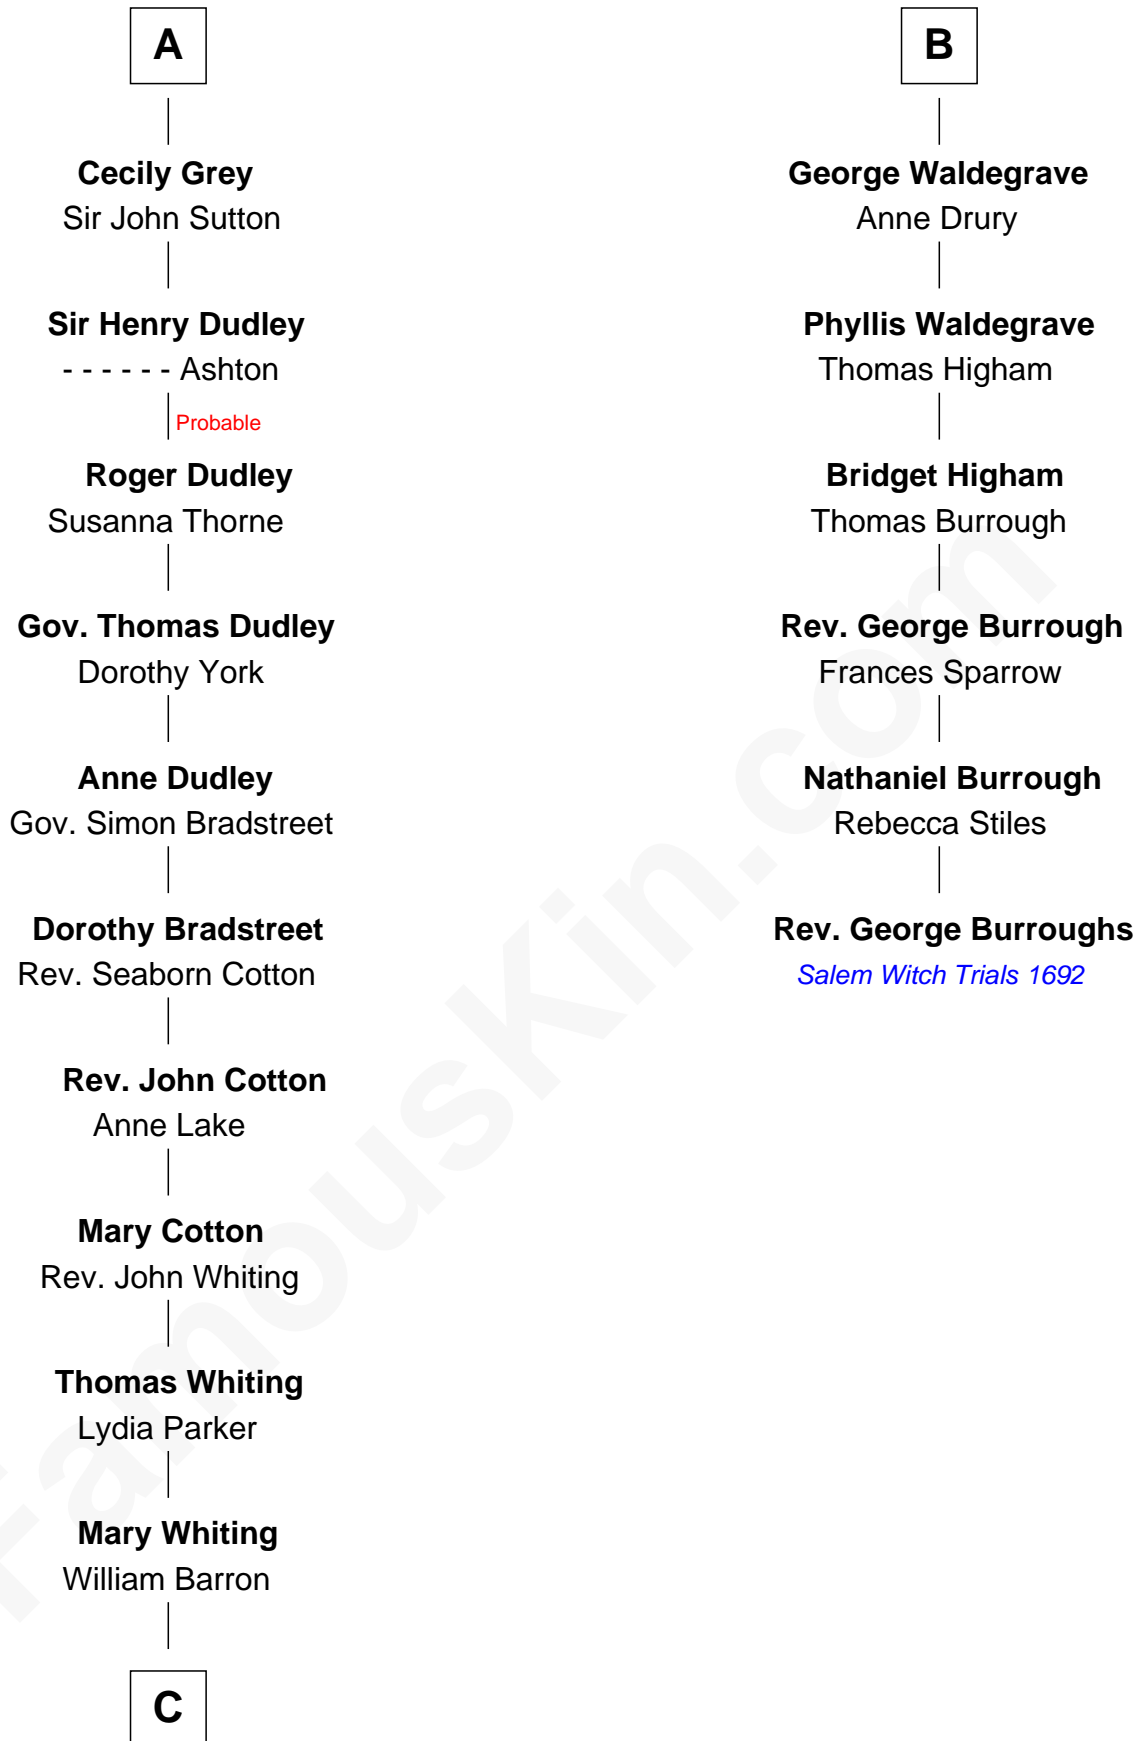 A
Cecily Grey
Sir John Sutton
Sir Henry Dudley
- - - - - - Ashton
Probable
Roger Dudley
Susanna Thorne
Gov. Thomas Dudley
Dorothy York
Anne Dudley
Gov. Simon Bradstreet
Dorothy Bradstreet
Rev. Seaborn Cotton
Rev. John Cotton
Anne Lake
Mary Cotton
Rev. John Whiting
Thomas Whiting
Lydia Parker
Mary Whiting
William Barron
C
B
George Waldegrave
Anne Drury
Phyllis Waldegrave
Thomas Higham
Bridget Higham
Thomas Burrough
Rev. George Burrough
Frances Sparrow
Nathaniel Burrough
Rebecca Stiles
Rev. George Burroughs
Salem Witch Trials 1692
FamousKin.com